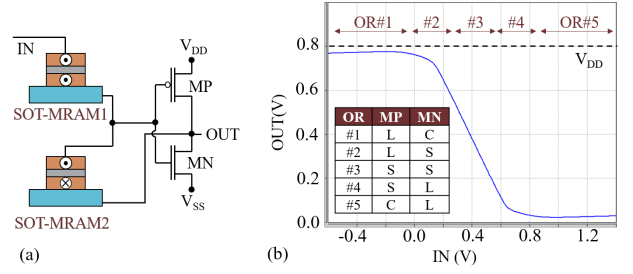 IN
SOT-MRAM1
SOT-MRAM2
V_DD
MP
OUT
MN
V_SS
(a)
OR#1 #2 #3 #4 OR#5
V_DD
0.8
0.6
0.4
0.2
0.0
OUT(V)
OR MP MN
#1 L C
#2 L S
#3 S S
#4 S L
#5 C L
-0.4 0.0 0.4 0.8 1.2
IN (V)
(b)